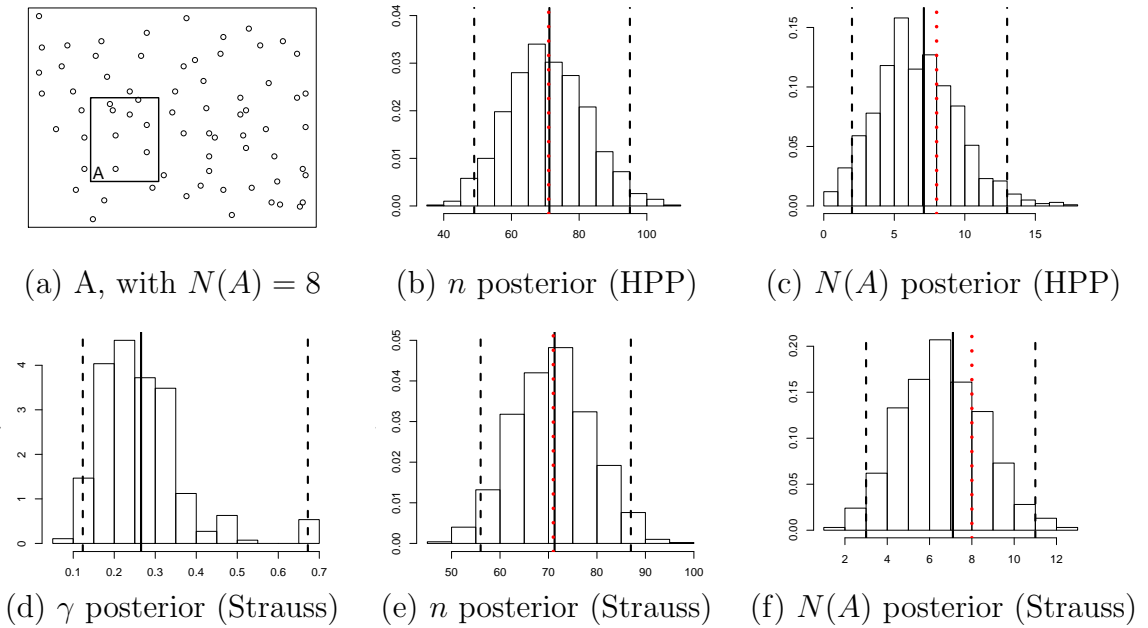 A
0.00 0.01 0.02 0.03 0.04
40 60 80 100
0.00 0.05 0.10 0.15
0 5 10 15
(a) A, with N(A) = 8
(b) n posterior (HPP)
(c) N(A) posterior (HPP)
0 1 2 3 4
0.1 0.2 0.3 0.4 0.5 0.6 0.7
0.00 0.01 0.02 0.03 0.04 0.05
50 60 70 80 90 100
0.00 0.05 0.10 0.15 0.20
2 4 6 8 10 12
(d) γ posterior (Strauss)
(e) n posterior (Strauss)
(f) N(A) posterior (Strauss)